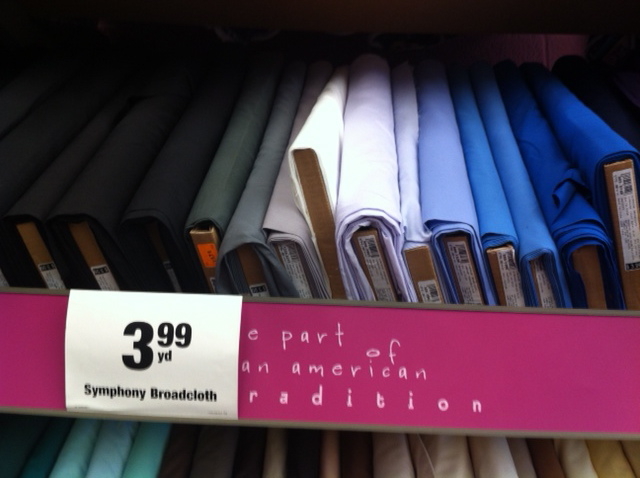 3 99
yd
Symphony Broadcloth
e part of
an american
radition